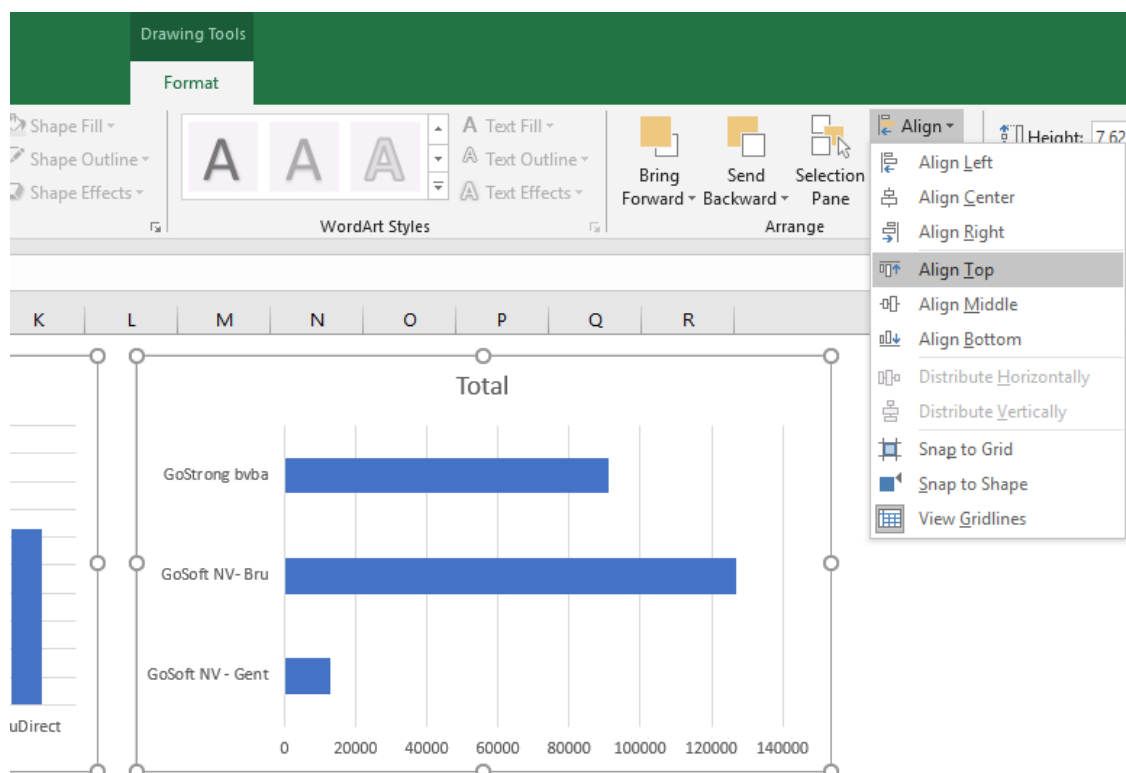 Drawing Tools
Format
Shape Fill
Shape Outline
Shape Effects
A A A
WordArt Styles
A Text Fill
A Text Outline
A Text Effects
Bring Forward
Send Backward
Selection Pane
Arrange
Align
Height: 7.62
Align Left
Align Center
Align Right
Align Top
Align Middle
Align Bottom
Distribute Horizontally
Distribute Vertically
Snap to Grid
Snap to Shape
View Gridlines
K L M N O P Q R
Total
GoStrong bvba
GoSoft NV- Bru
GoSoft NV - Gent
0 20000 40000 60000 80000 100000 120000 140000
uDirect